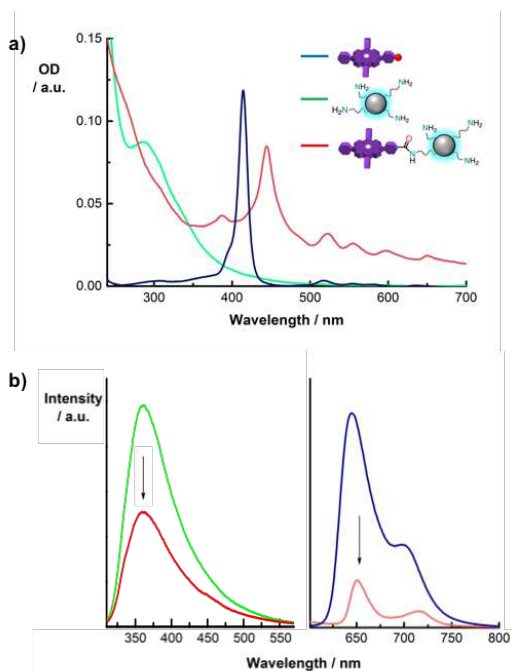 a)
OD
/ a.u.
0.15
0.10
0.05
0.00
300
400
500
600
700
Wavelength / nm
NH₂
NH₂
H₂N
NH₂
NH₂
NH₂
O
N
H
NH₂
NH₂
b)
Intensity
/ a.u.
350
400
450
500
550
650
700
750
800
Wavelength / nm